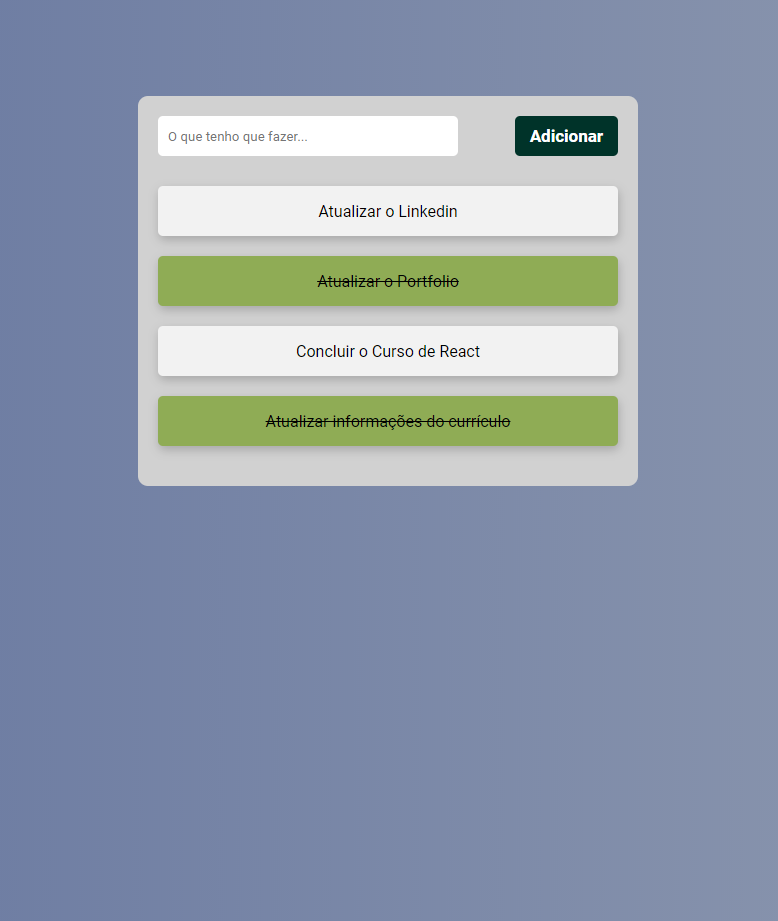 O que tenho que fazer...
Adicionar
Atualizar o Linkedin
Atualizar o Portfolio
Concluir o Curso de React
Atualizar informações do currículo